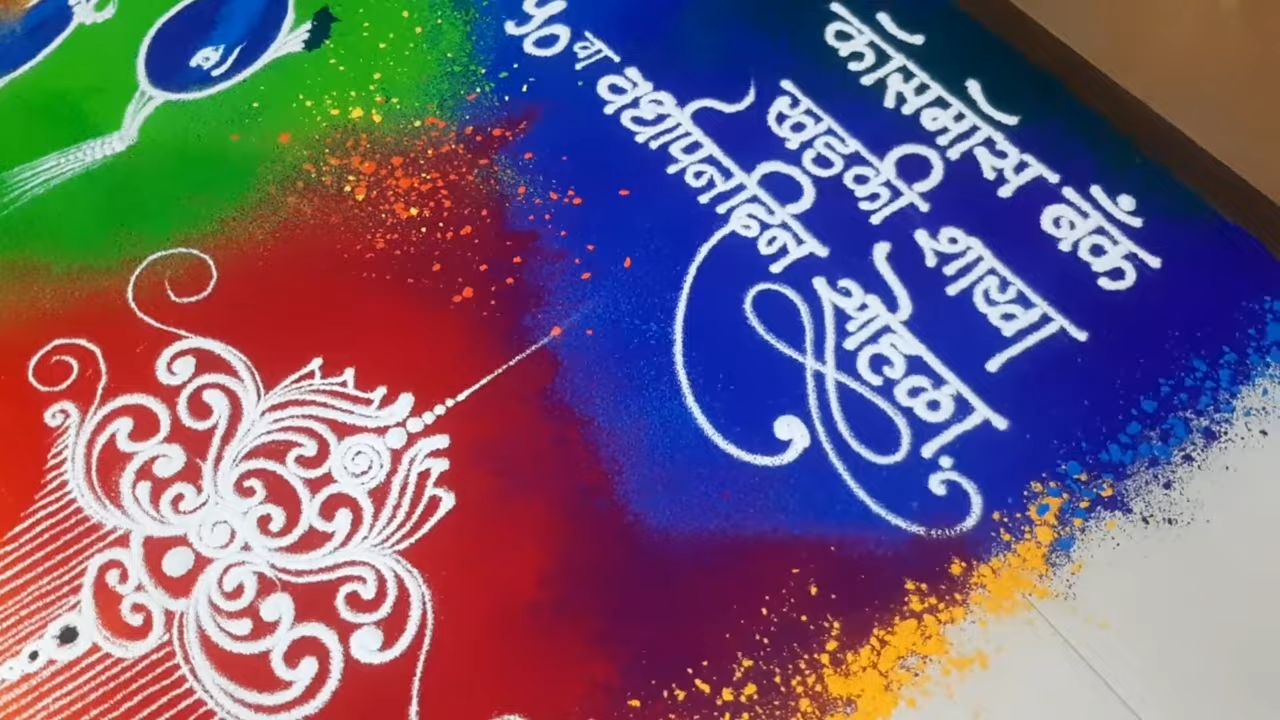 कॉसमॉस बँक
खडकी शाखा
५० वा वर्धापनदिन सोहळा.